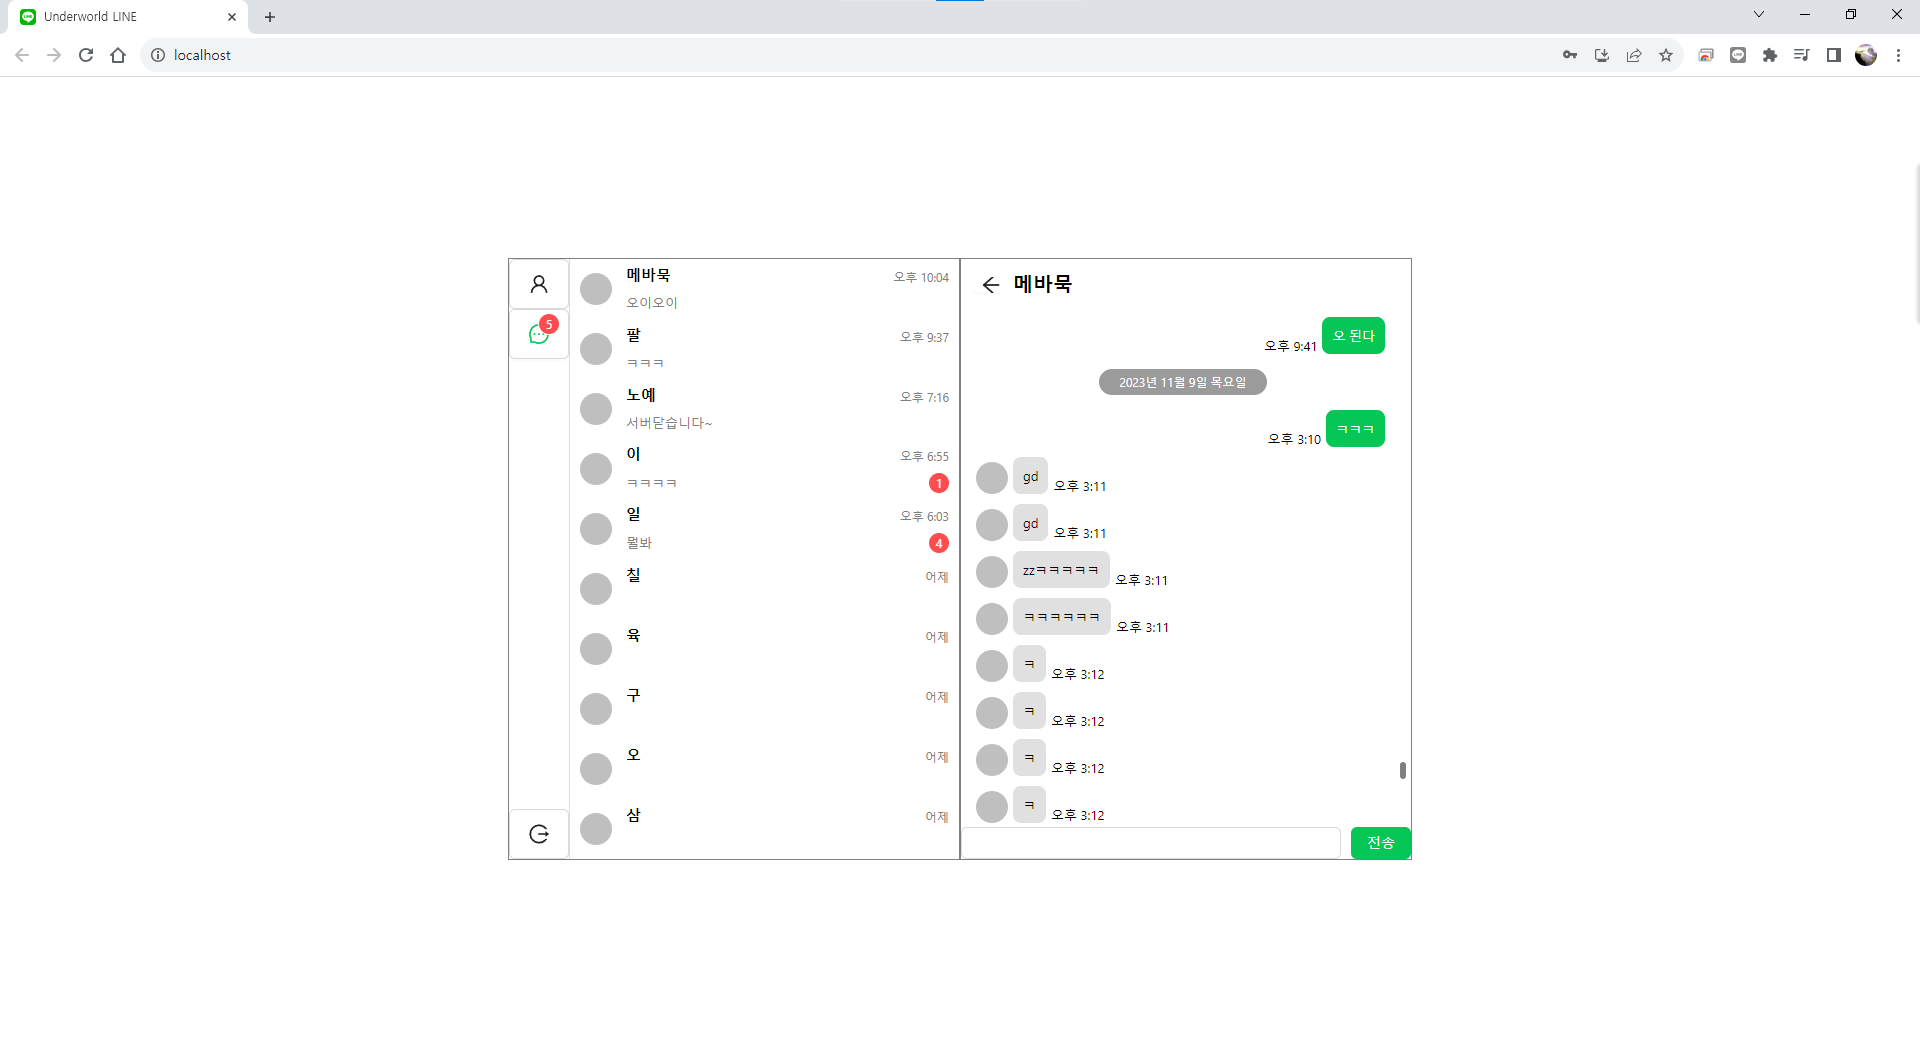 Underworld LINE
localhost
5
메바묵
오후 10:04
오이오이
팔
오후 9:37
ㅋㅋㅋ
노예
오후 7:16
서버닫습니다~
이
오후 6:55
ㅋㅋㅋㅋ
1
일
오후 6:03
뭘봐
4
칠
어제
육
어제
구
어제
오
어제
삼
어제
메바묵
오후 9:41
오 된다
2023년 11월 9일 목요일
오후 3:10
ㅋㅋㅋ
gd
오후 3:11
gd
오후 3:11
zzㅋㅋㅋㅋㅋ
오후 3:11
ㅋㅋㅋㅋㅋㅋ
오후 3:11
ㅋ
오후 3:12
ㅋ
오후 3:12
ㅋ
오후 3:12
ㅋ
오후 3:12
전송